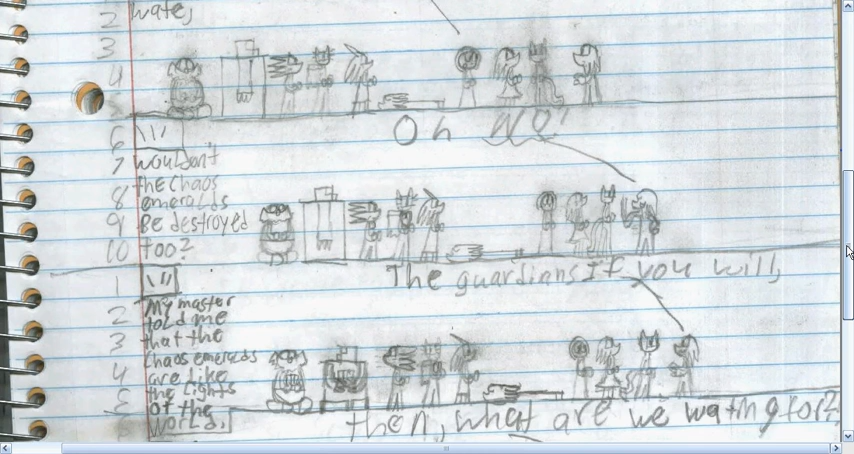 wate,
2
3
4
5
Oh NO!
6 \!/
7 wouldn't
the chaos
8 emeralds
9 Be destroyed
10 too?
The guardians If you will,
1 \!/
My master
2 told me
3 that the
chaos emeralds
4 are like
the Lights
5 of the
World.
then, what are we wating for?